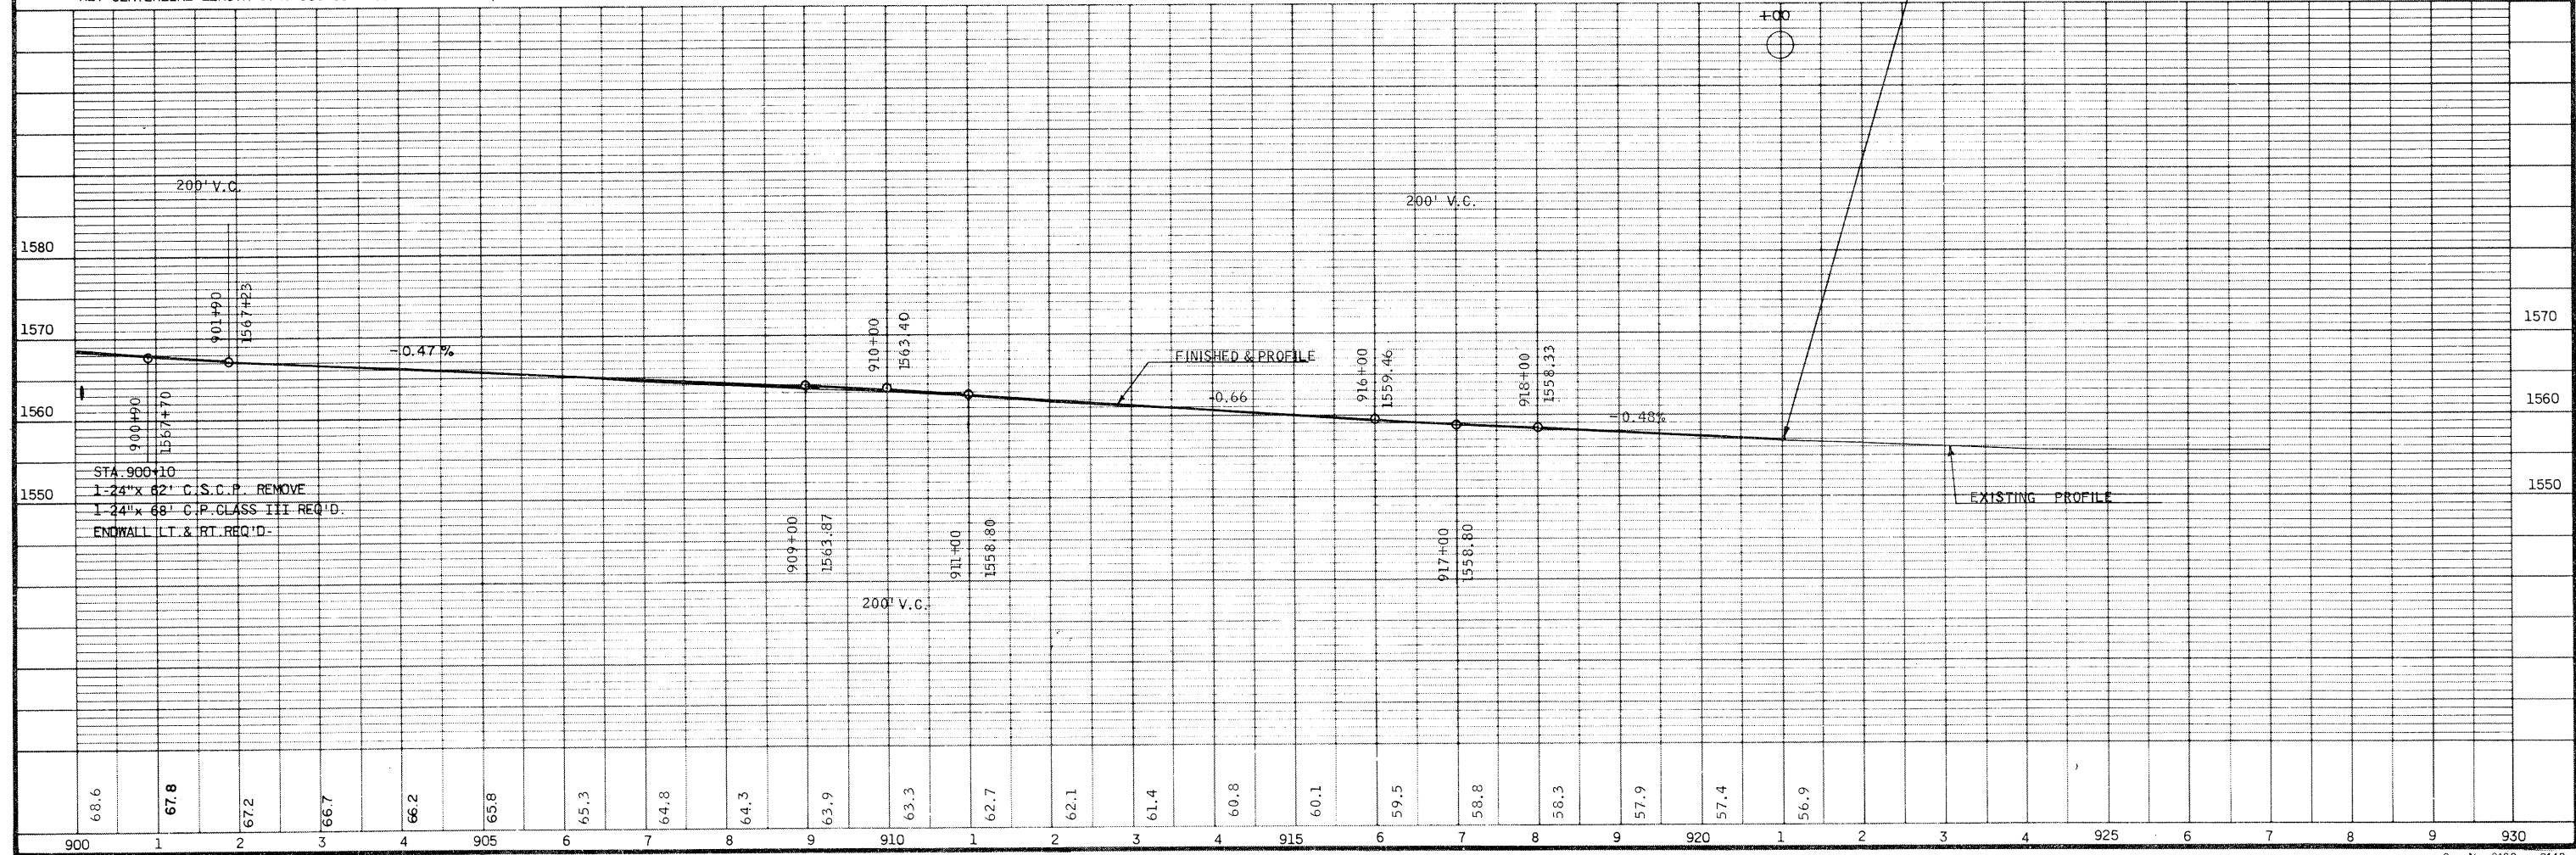 +00
200' V.C.
200' V.C.
1580
1570
1570
901+90
1567+23
-0.47 %
910+00
1563.40
FINISHED & PROFILE
916+00
1559.46
918+00
1558.33
1560
1560
900+90
1567+70
-0.66
-0.48%
STA.900+10
1-24"x 62' C.S.C.P. REMOVE
1-24"x 68' C.P.CLASS III REQ'D.
ENDWALL LT.& RT.REQ'D-
1550
1550
EXISTING PROFILE
909+00
1563.87
911+00
1558.80
917+00
1558.80
200' V.C.
68.6 67.8 67.2 66.7 66.2 65.8 65.3 64.8 64.3 63.9 63.3 62.7 62.1 61.4 60.8 60.1 59.5 58.8 58.3 57.9 57.4 56.9
900 1 2 3 4 905 6 7 8 9 910 1 2 3 4 915 6 7 8 9 920 1 2 3 4 925 6 7 8 9 930